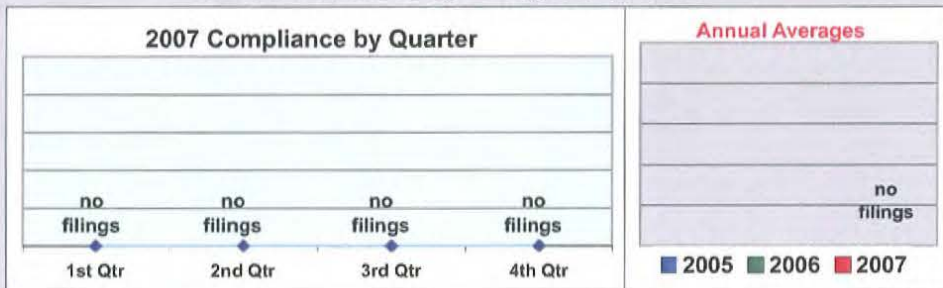 2007 Compliance by Quarter
no no no no
filings filings filings filings
1st Qtr 2nd Qtr 3rd Qtr 4th Qtr
Annual Averages
no
filings
2005 2006 2007